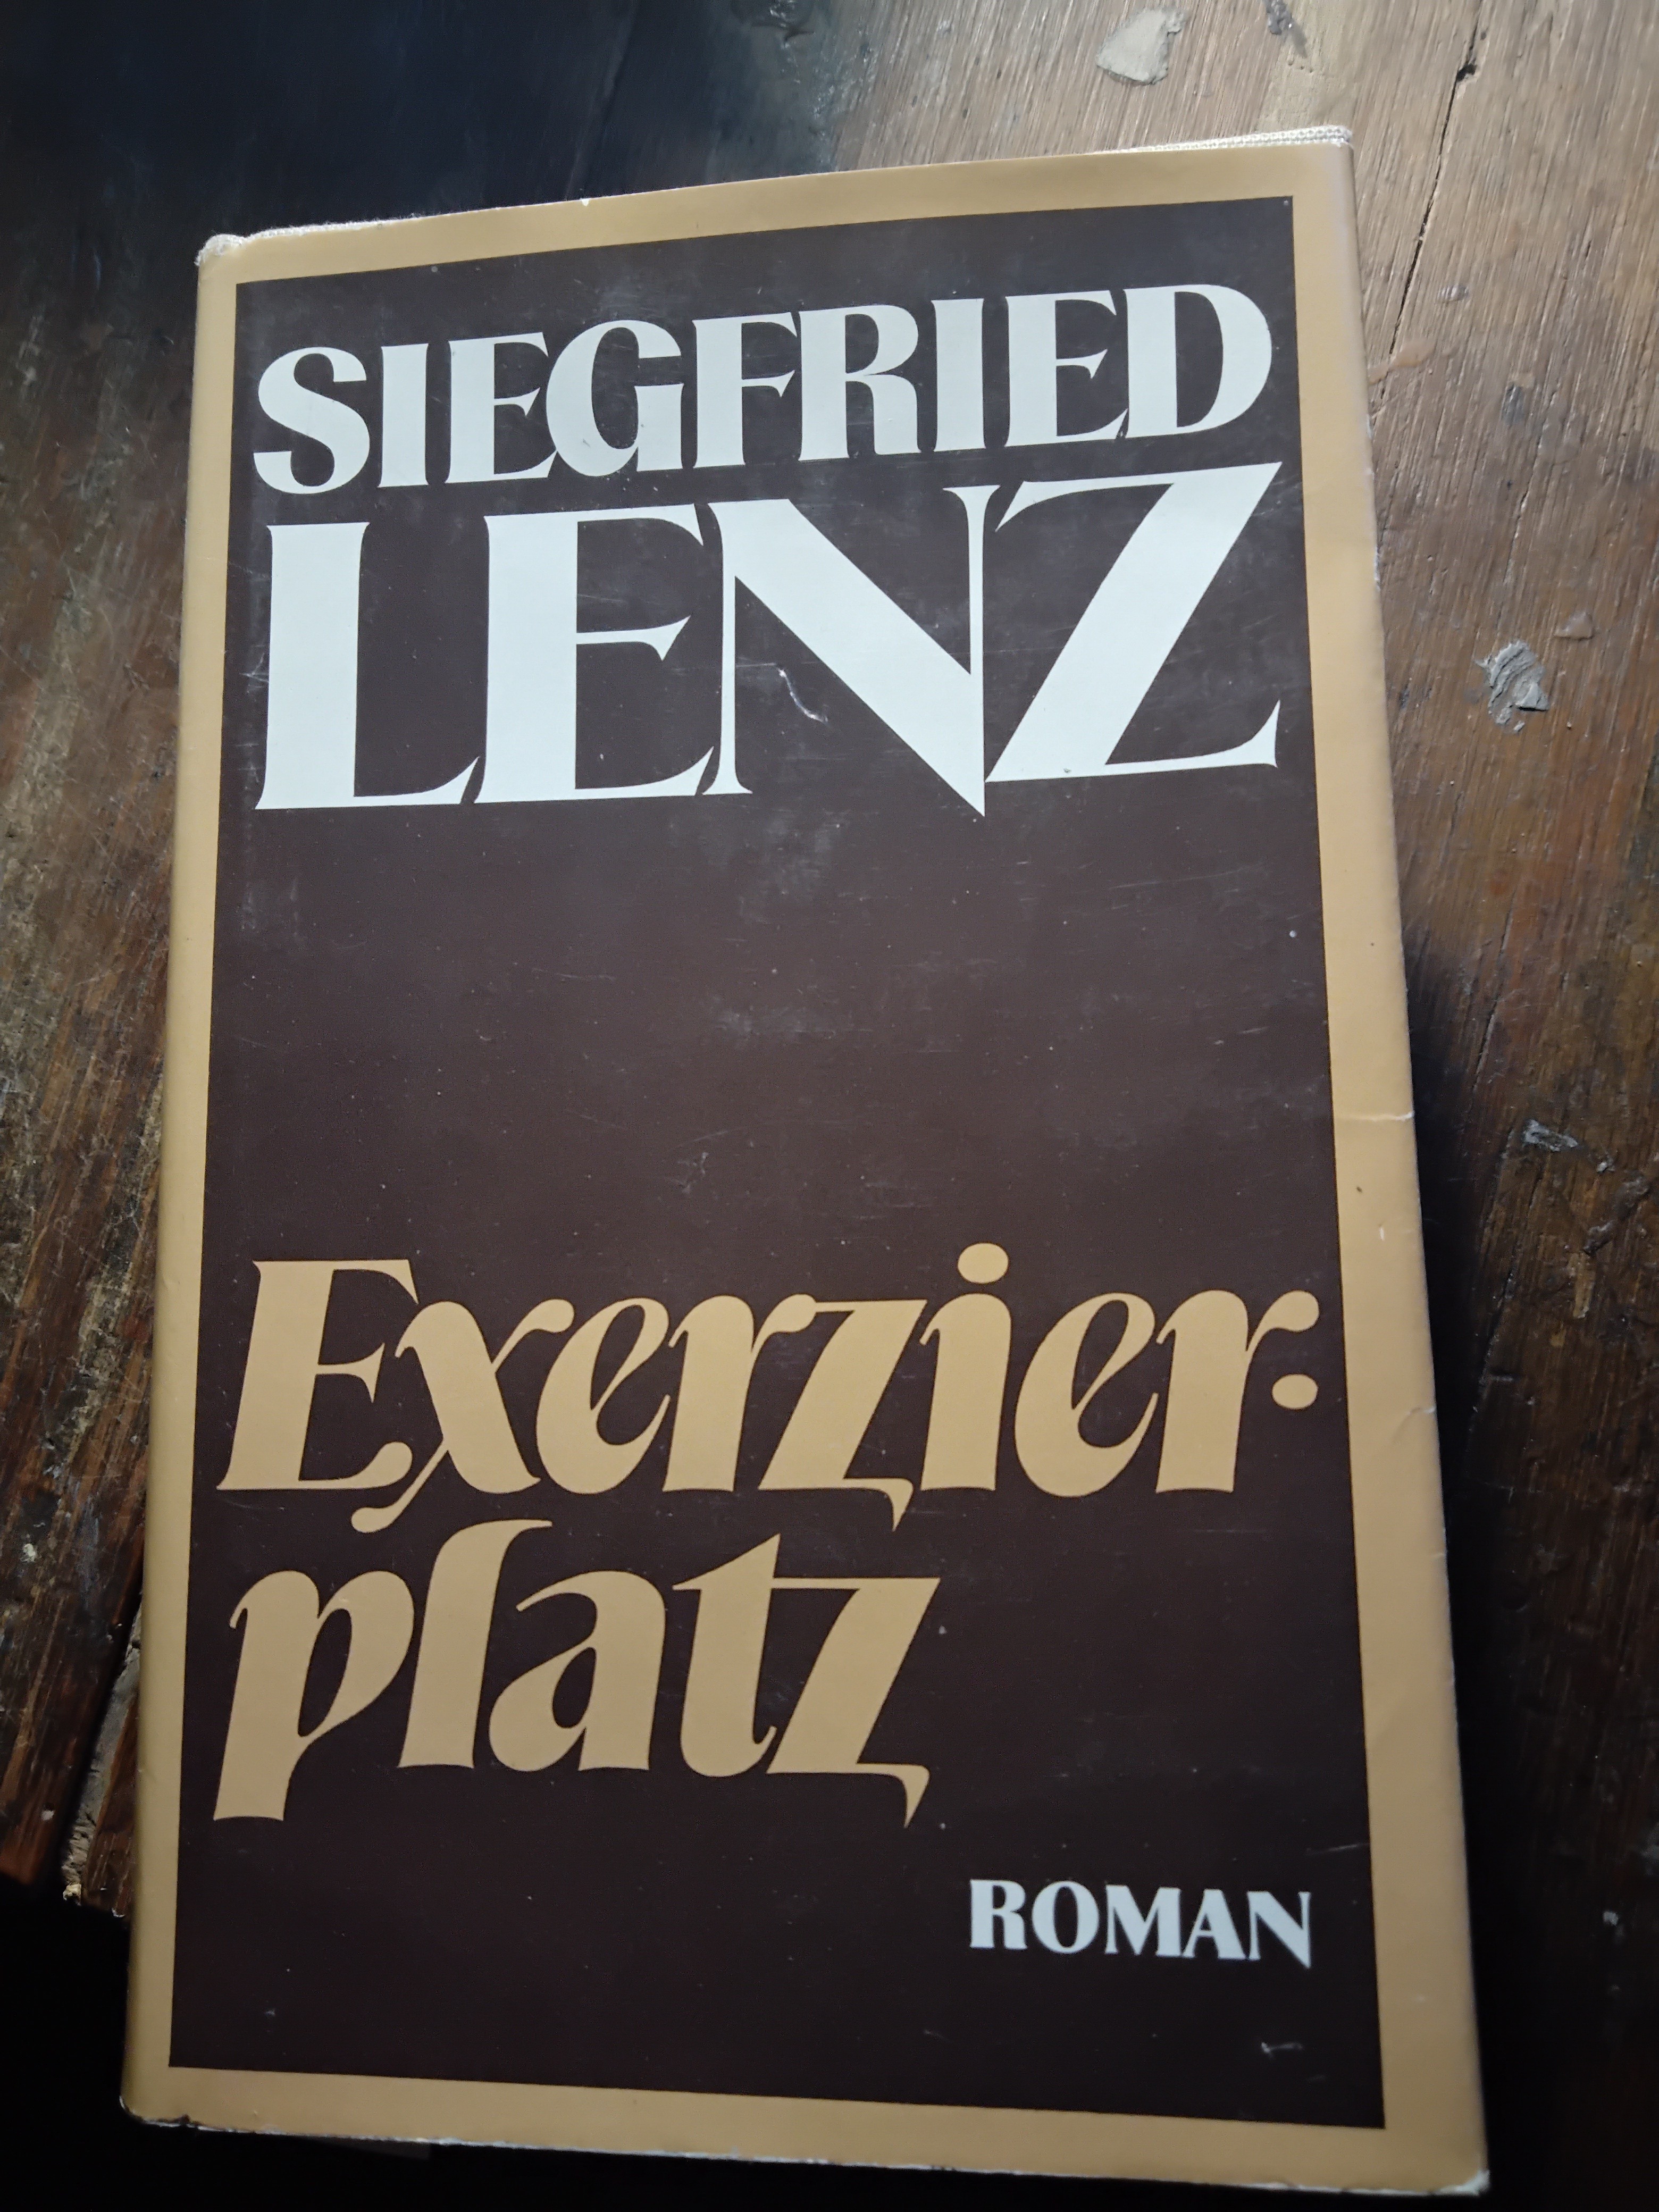 SIEGFRIED
LENZ
Exerzier-
platz
ROMAN